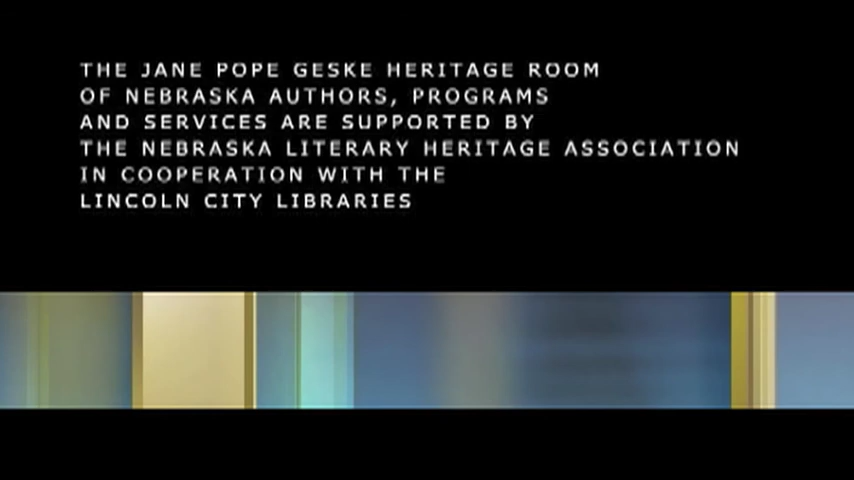 THE JANE POPE GESKE HERITAGE ROOM
OF NEBRASKA AUTHORS, PROGRAMS
AND SERVICES ARE SUPPORTED BY
THE NEBRASKA LITERARY HERITAGE ASSOCIATION
IN COOPERATION WITH THE
LINCOLN CITY LIBRARIES